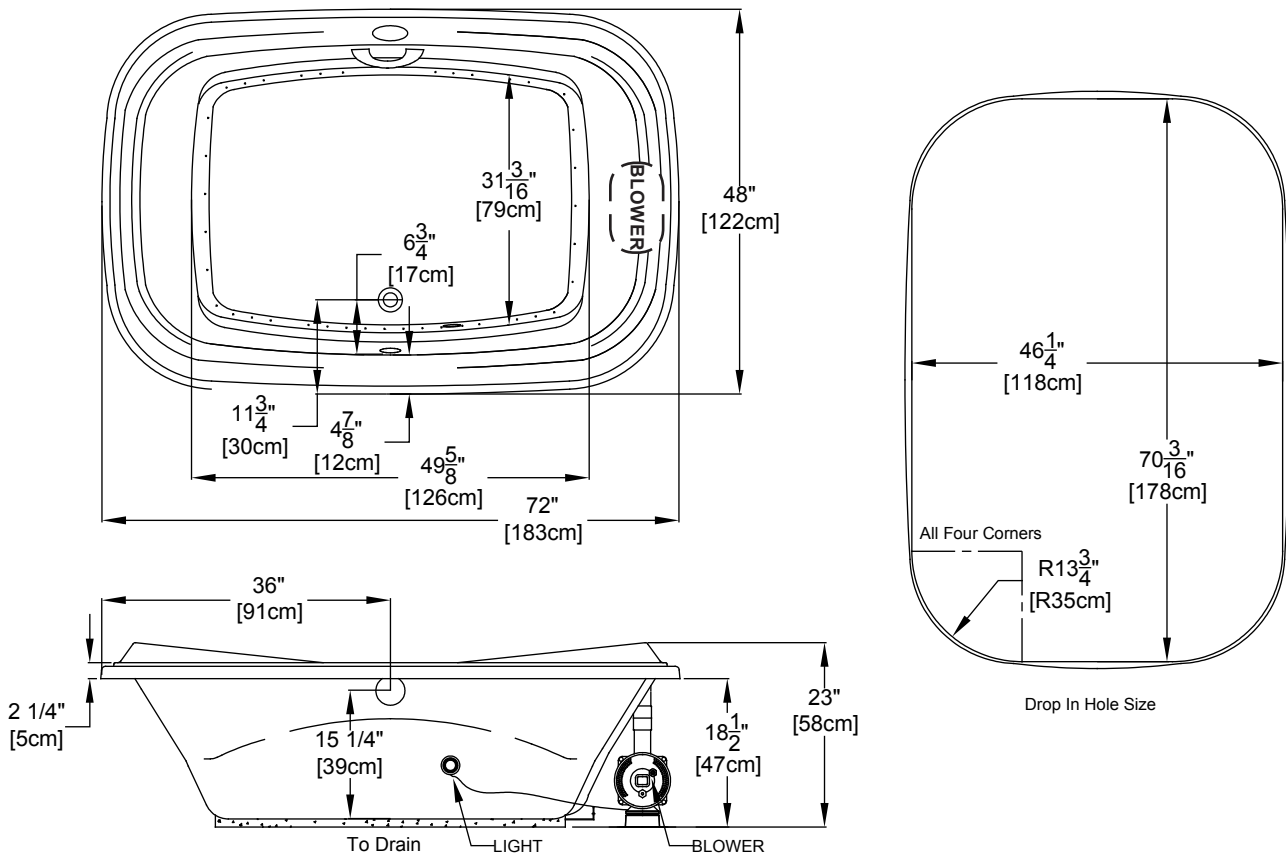 31 3/16"
[79cm]
BLOWER
48"
[122cm]
6 3/4"
[17cm]
11 3/4"
[30cm]
4 7/8"
[12cm]
49 5/8"
[126cm]
72"
[183cm]
46 1/4"
[118cm]
70 3/16"
[178cm]
All Four Corners
R13 3/4"
[R35cm]
Drop In Hole Size
36"
[91cm]
2 1/4"
[5cm]
15 1/4"
[39cm]
18 1/2"
[47cm]
23"
[58cm]
To Drain
LIGHT
BLOWER